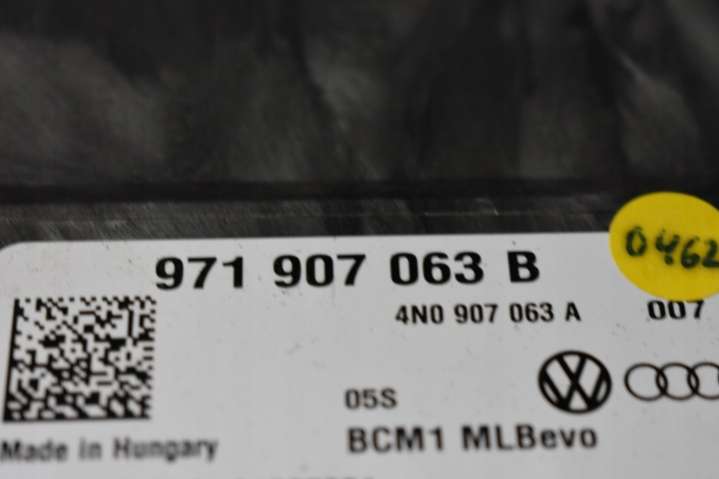 971 907 063 B
0462
4N0 907 063 A 007
05S
BCM1 MLBevo
Made in Hungary